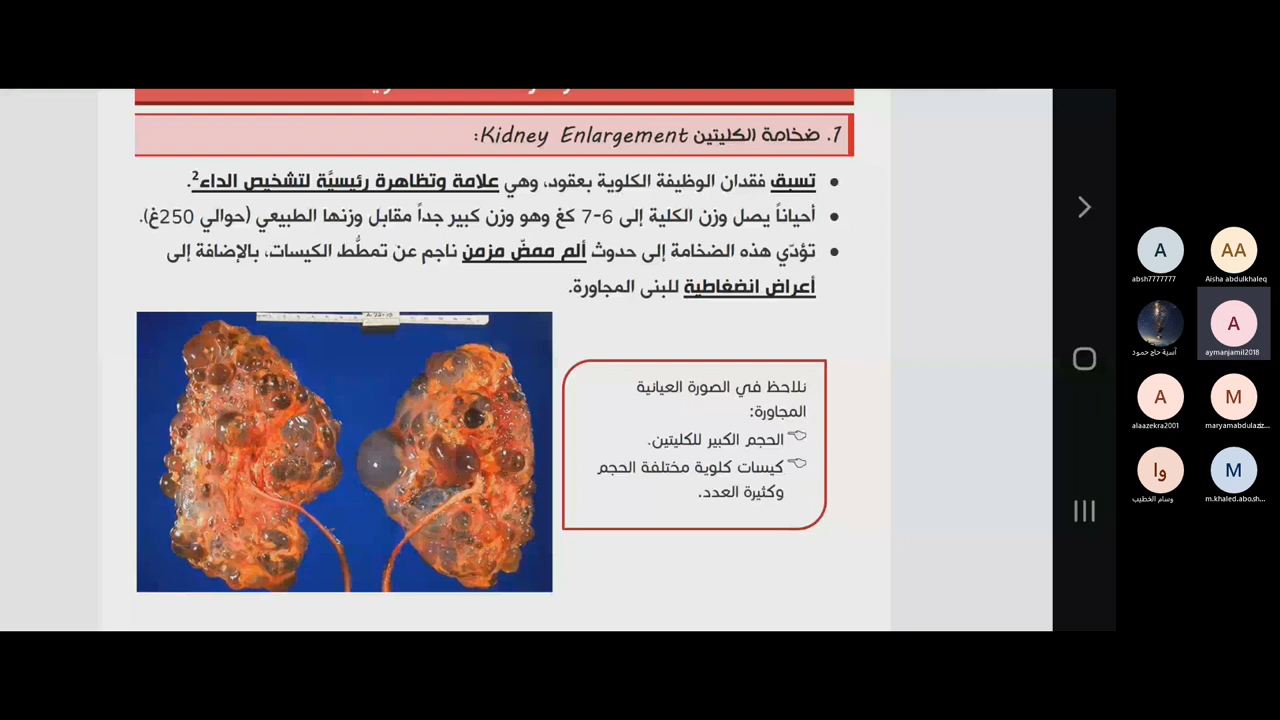 1. ضخامة الكليتين Kidney Enlargement:
تسبق فقدان الوظيفة الكلوية بعقود، وهي علامة وتظاهرة رئيسيَّة لتشخيص الداء2.
أحياناً يصل وزن الكلية إلى 6-7 كغ وهو وزن كبير جداً مقابل وزنها الطبيعي (حوالي 250غ).
تؤدّي هذه الضخامة إلى حدوث ألم ممضّ مزمن ناجم عن تمطُّط الكيسات، بالإضافة إلى
أعراض انضغاطية للبنى المجاورة.
نلاحظ في الصورة العيانية
المجاورة:
الحجم الكبير للكليتين.
كيسات كلوية مختلفة الحجم
وكثيرة العدد.
A
AA
absh7777777
Aisha abdulkhaleq
A
آسية حاج حمود
aymanjamil2018
A
M
alaazekra2001
maryamabdulaziz...
وا
M
وسام الخطيب
m.khaled.abo.sh...